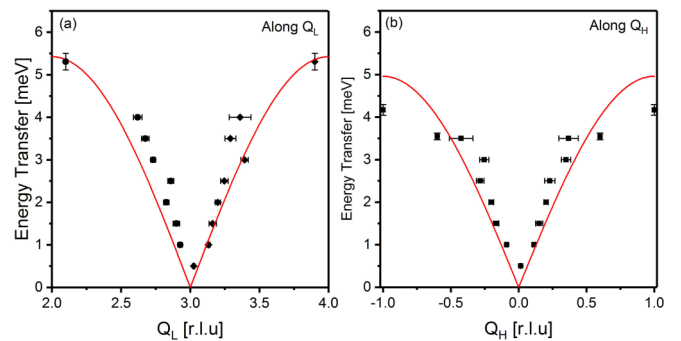 (a)
Along Q_L
Energy Transfer [meV]
6
5
4
3
2
1
0
2.0 2.5 3.0 3.5 4.0
Q_L [r.l.u]
(b)
Along Q_H
Energy Transfer [meV]
6
5
4
3
2
1
0
-1.0 -0.5 0.0 0.5 1.0
Q_H [r.l.u]